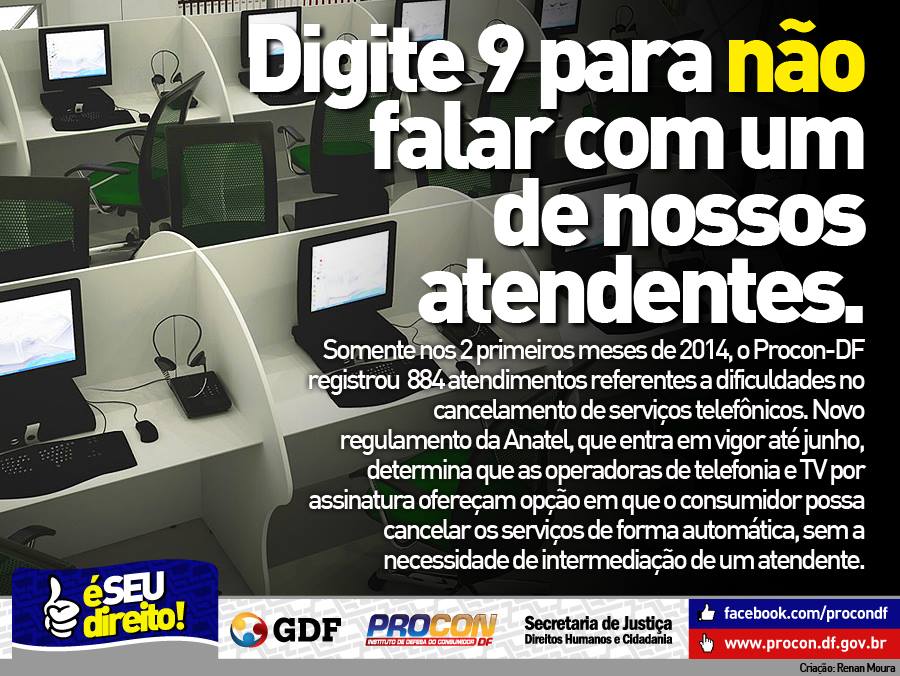 Digite 9 para não
falar com um
de nossos
atendentes.
Somente nos 2 primeiros meses de 2014, o Procon-DF
registrou 884 atendimentos referentes a dificuldades no
cancelamento de serviços telefônicos. Novo
regulamento da Anatel, que entra em vigor até junho,
determina que as operadoras de telefonia e TV por
assinatura ofereçam opção em que o consumidor possa
cancelar os serviços de forma automática, sem a
necessidade de intermediação de um atendente.
é SEU
direito!
GDF
PROCON
INSTITUTO DE DEFESA DO CONSUMIDOR DF
Secretaria de Justiça
Direitos Humanos e Cidadania
facebook.com/procondf
www.procon.df.gov.br
Criação: Renan Moura